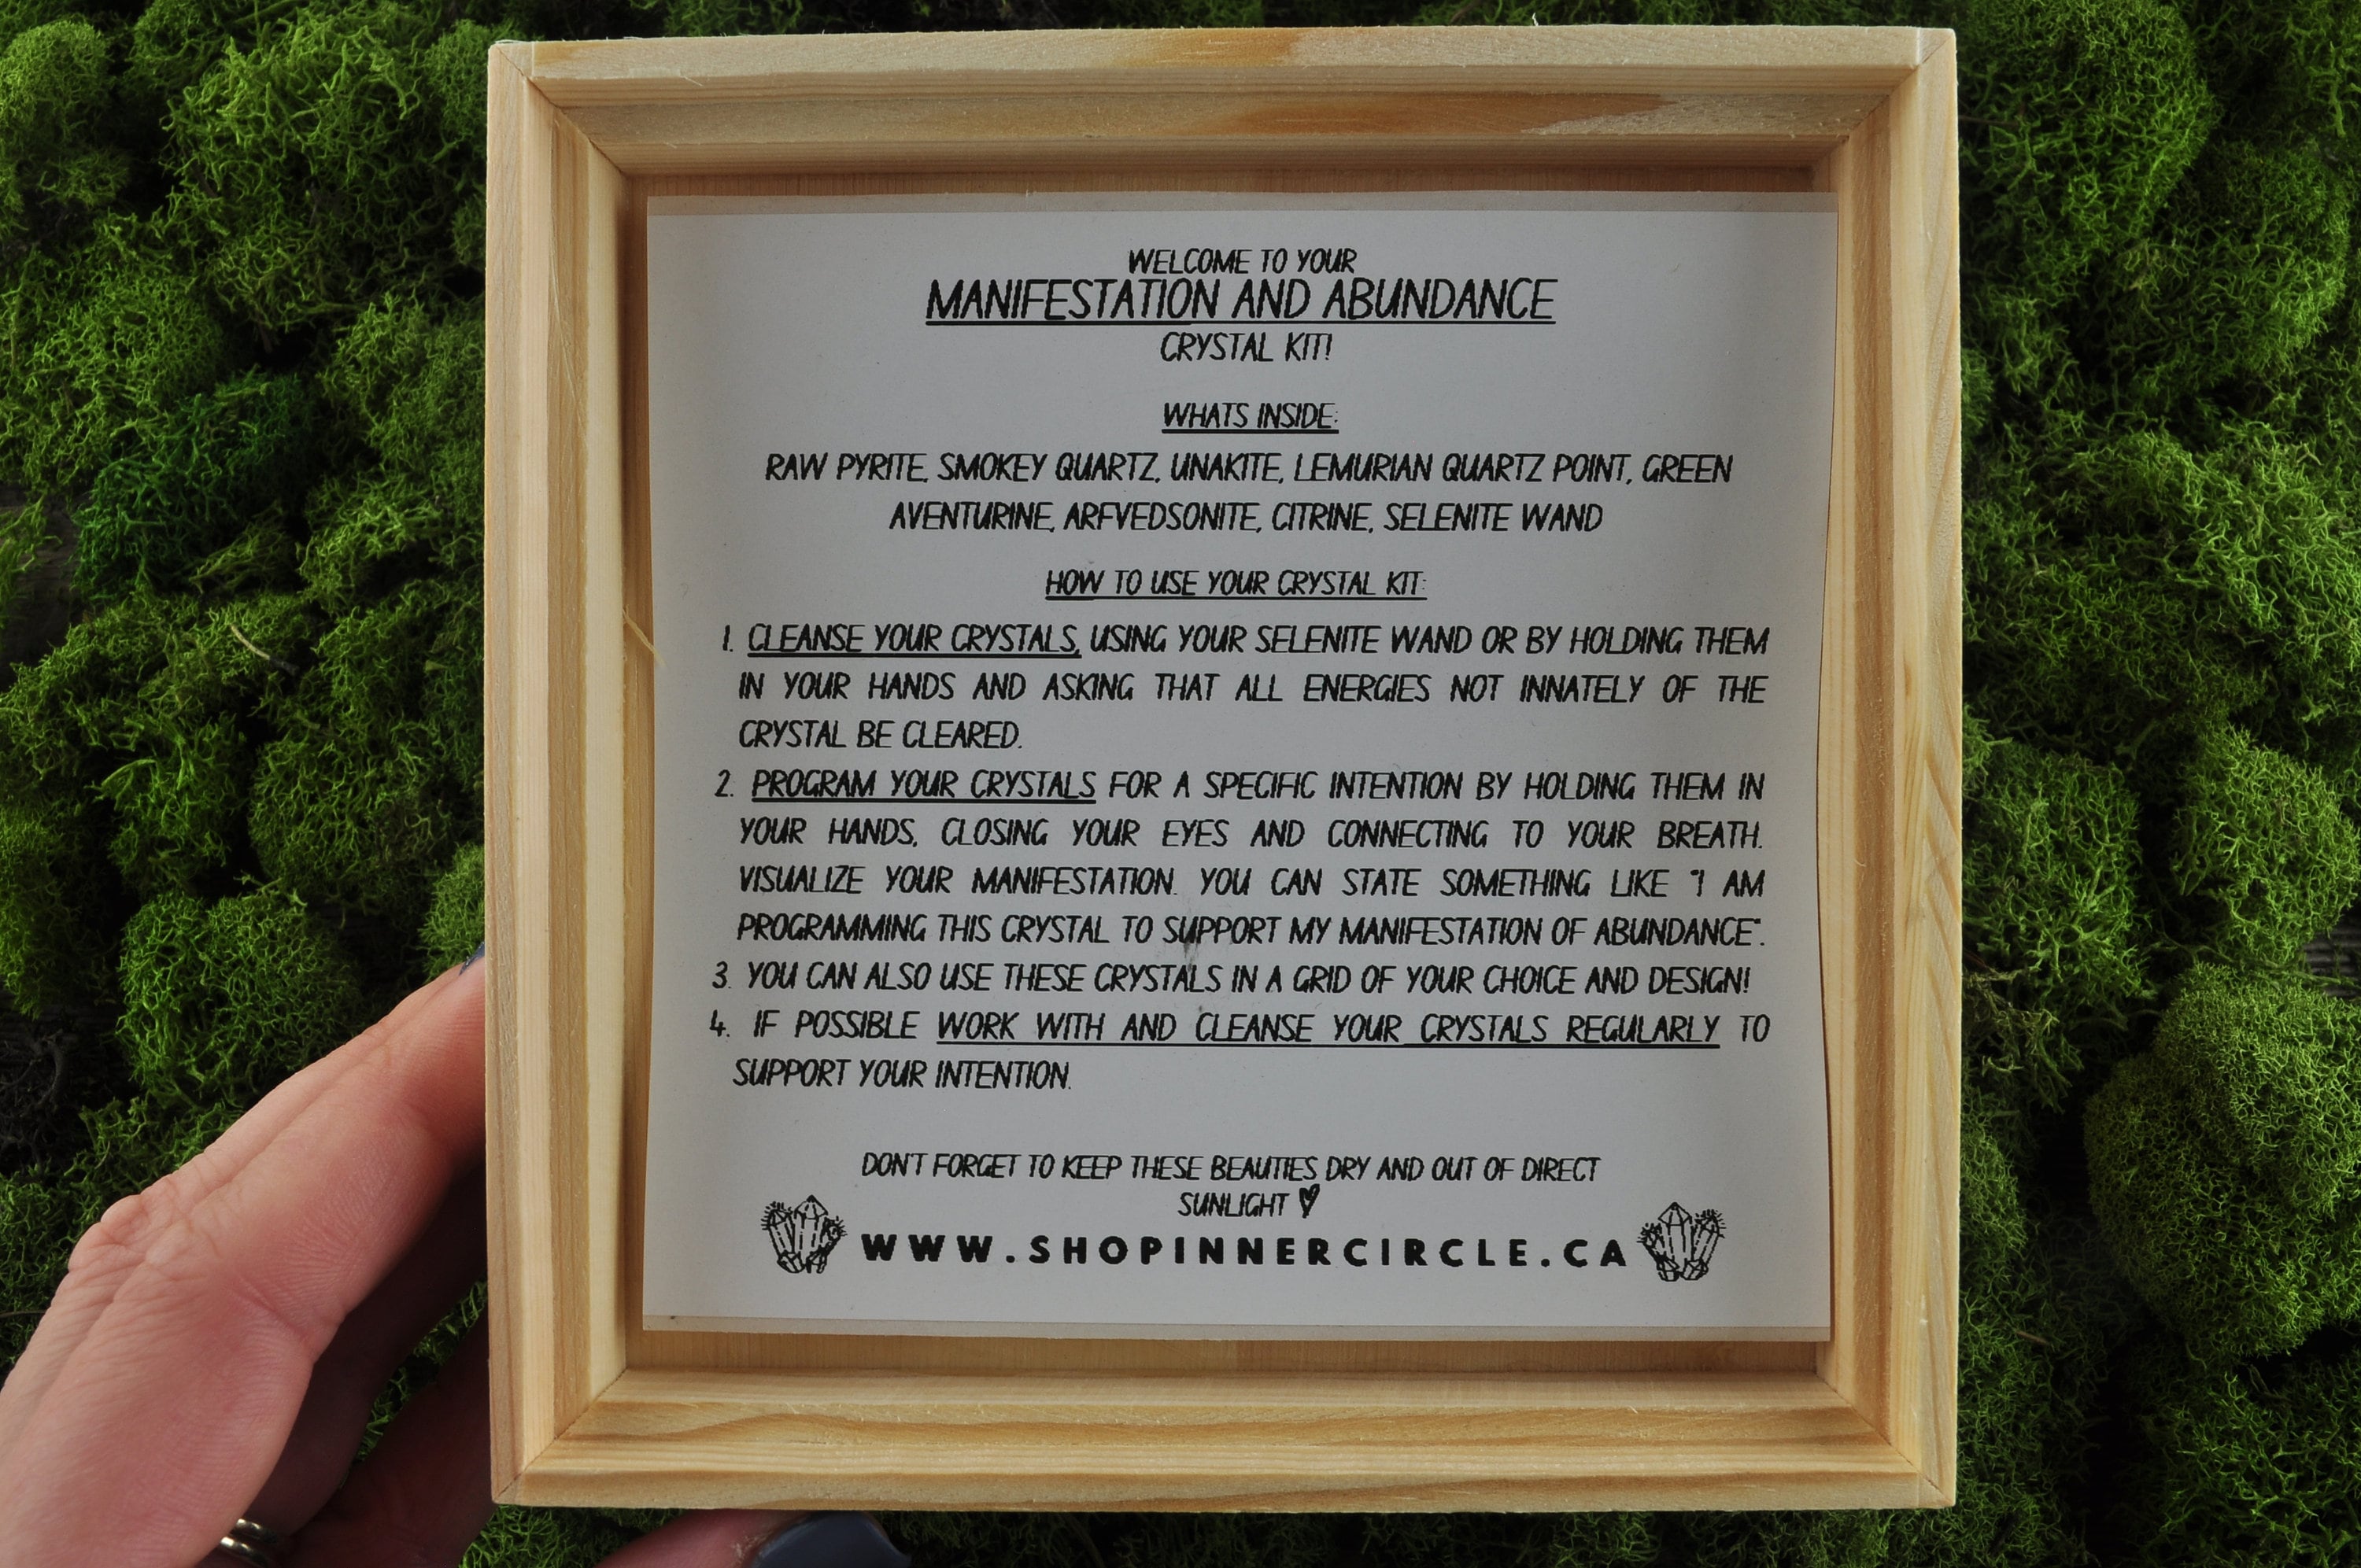 WELCOME TO YOUR
MANIFESTATION AND ABUNDANCE
CRYSTAL KIT!
WHATS INSIDE:
RAW PYRITE, SMOKEY QUARTZ, UNAKITE, LEMURIAN QUARTZ POINT, GREEN
AVENTURINE, ARFVEDSONITE, CITRINE, SELENITE WAND
HOW TO USE YOUR CRYSTAL KIT:
1. CLEANSE YOUR CRYSTALS, USING YOUR SELENITE WAND OR BY HOLDING THEM
IN YOUR HANDS AND ASKING THAT ALL ENERGIES NOT INNATELY OF THE
CRYSTAL BE CLEARED.
2. PROGRAM YOUR CRYSTALS FOR A SPECIFIC INTENTION BY HOLDING THEM IN
YOUR HANDS, CLOSING YOUR EYES AND CONNECTING TO YOUR BREATH.
VISUALIZE YOUR MANIFESTATION. YOU CAN STATE SOMETHING LIKE "I AM
PROGRAMMING THIS CRYSTAL TO SUPPORT MY MANIFESTATION OF ABUNDANCE".
3. YOU CAN ALSO USE THESE CRYSTALS IN A GRID OF YOUR CHOICE AND DESIGN!
4. IF POSSIBLE WORK WITH AND CLEANSE YOUR CRYSTALS REGULARLY TO
SUPPORT YOUR INTENTION.
DON'T FORGET TO KEEP THESE BEAUTIES DRY AND OUT OF DIRECT
SUNLIGHT
WWW.SHOPINNERCIRCLE.CA